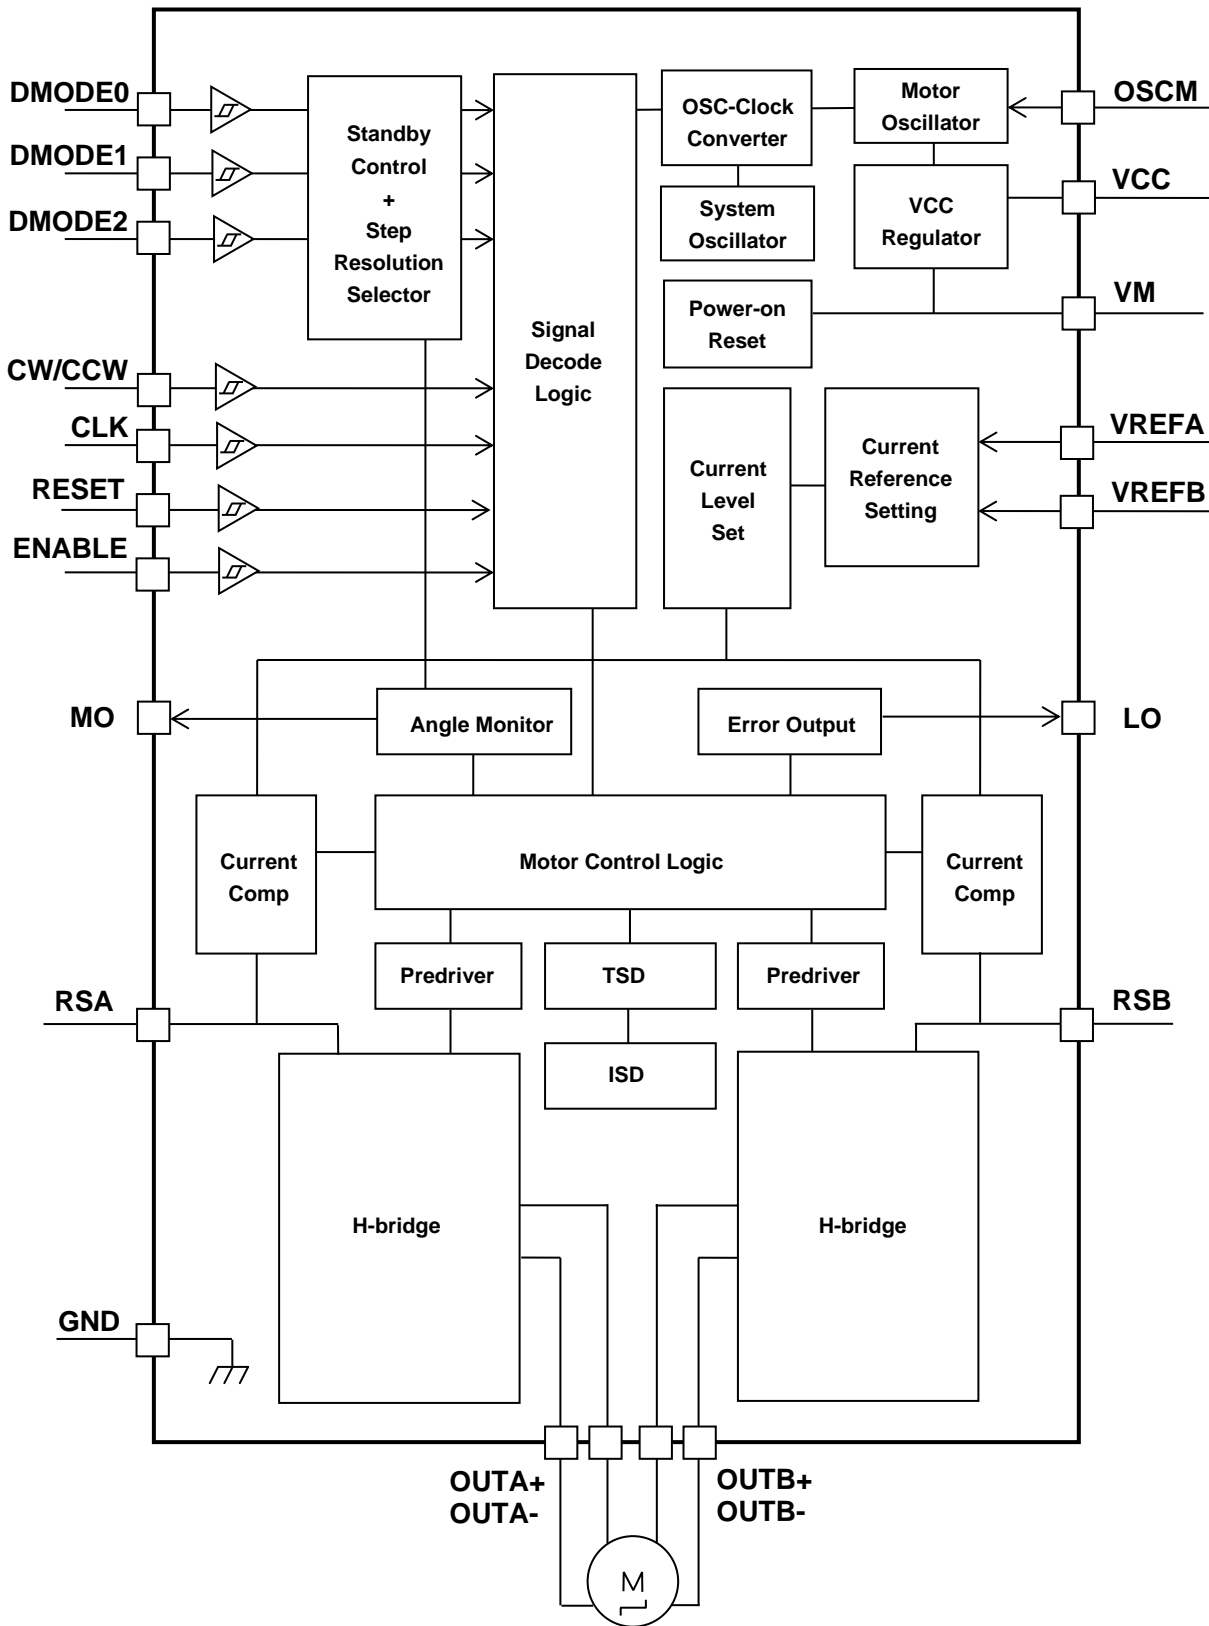 DMODE0
DMODE1
DMODE2
CW/CCW
CLK
RESET
ENABLE
MO
RSA
GND
Standby
Control
+
Step
Resolution
Selector
Signal
Decode
Logic
OSC-Clock
Converter
System
Oscillator
Motor
Oscillator
VCC
Regulator
Power-on
Reset
Current
Level
Set
Current
Reference
Setting
OSCM
VCC
VM
VREFA
VREFB
LO
RSB
Angle Monitor
Error Output
Current
Comp
Motor Control Logic
Current
Comp
Predriver
TSD
Predriver
ISD
H-bridge
H-bridge
OUTA+
OUTA-
OUTB+
OUTB-
M